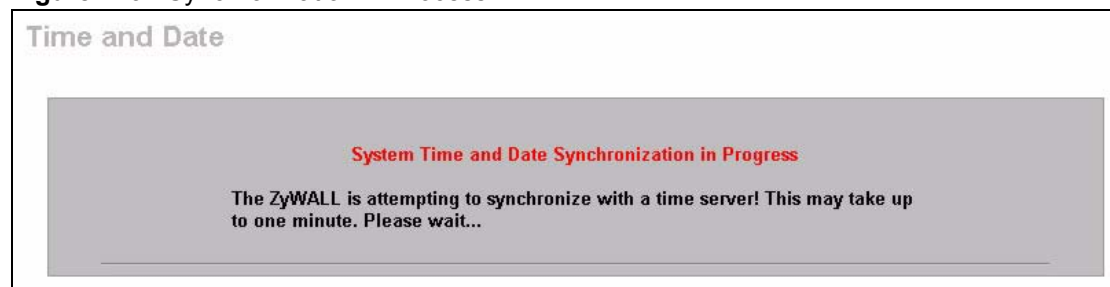 Time and Date
System Time and Date Synchronization in Progress
The ZyWALL is attempting to synchronize with a time server! This may take up
to one minute. Please wait...